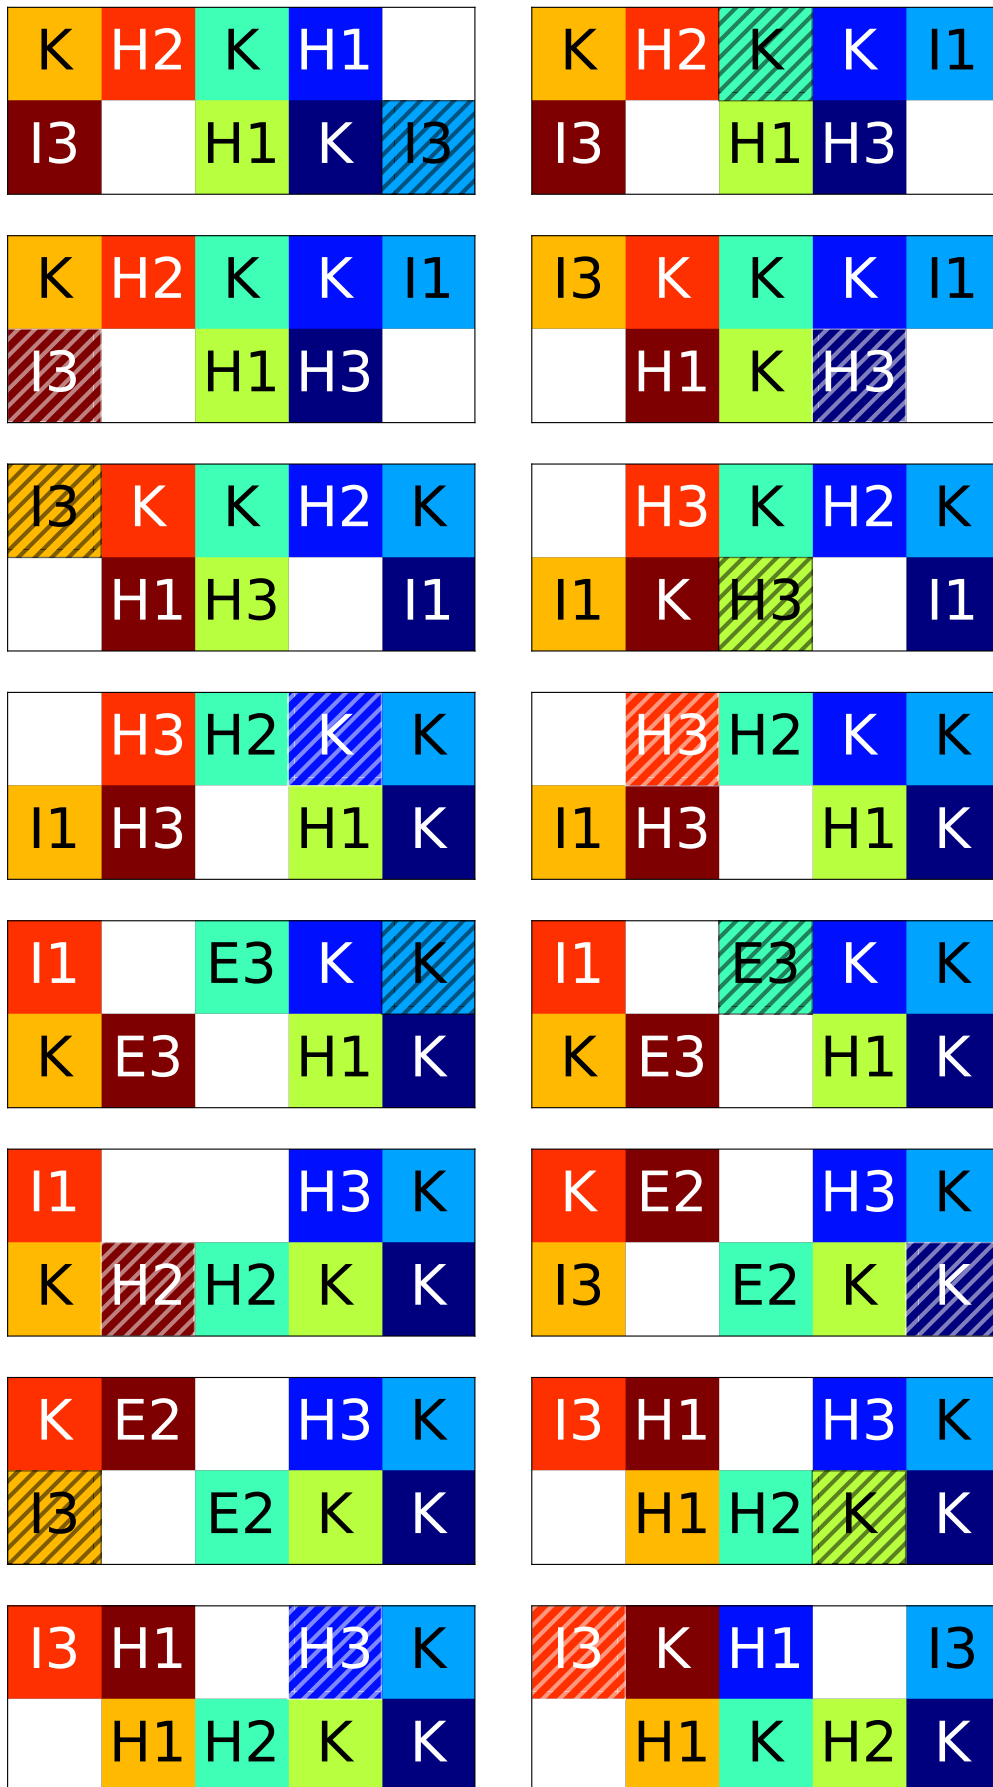 K H2 K H1
I3 H1 K I3
K H2 K K I1
I3 H1 H3
K H2 K K I1
I3 H1 H3
I3 K K K I1
H1 K H3
I3 K K H2 K
H1 H3 I1
H3 K H2 K
I1 K H3 I1
H3 H2 K K
I1 H3 H1 K
H3 H2 K K
I1 H3 H1 K
I1 E3 K K
K E3 H1 K
I1 E3 K K
K E3 H1 K
I1 H3 K
K H2 H2 K K
K E2 H3 K
I3 E2 K K
K E2 H3 K
I3 E2 K K
I3 H1 H3 K
H1 H2 K K
I3 H1 H3 K
H1 H2 K K
I3 K H1 I3
H1 K H2 K